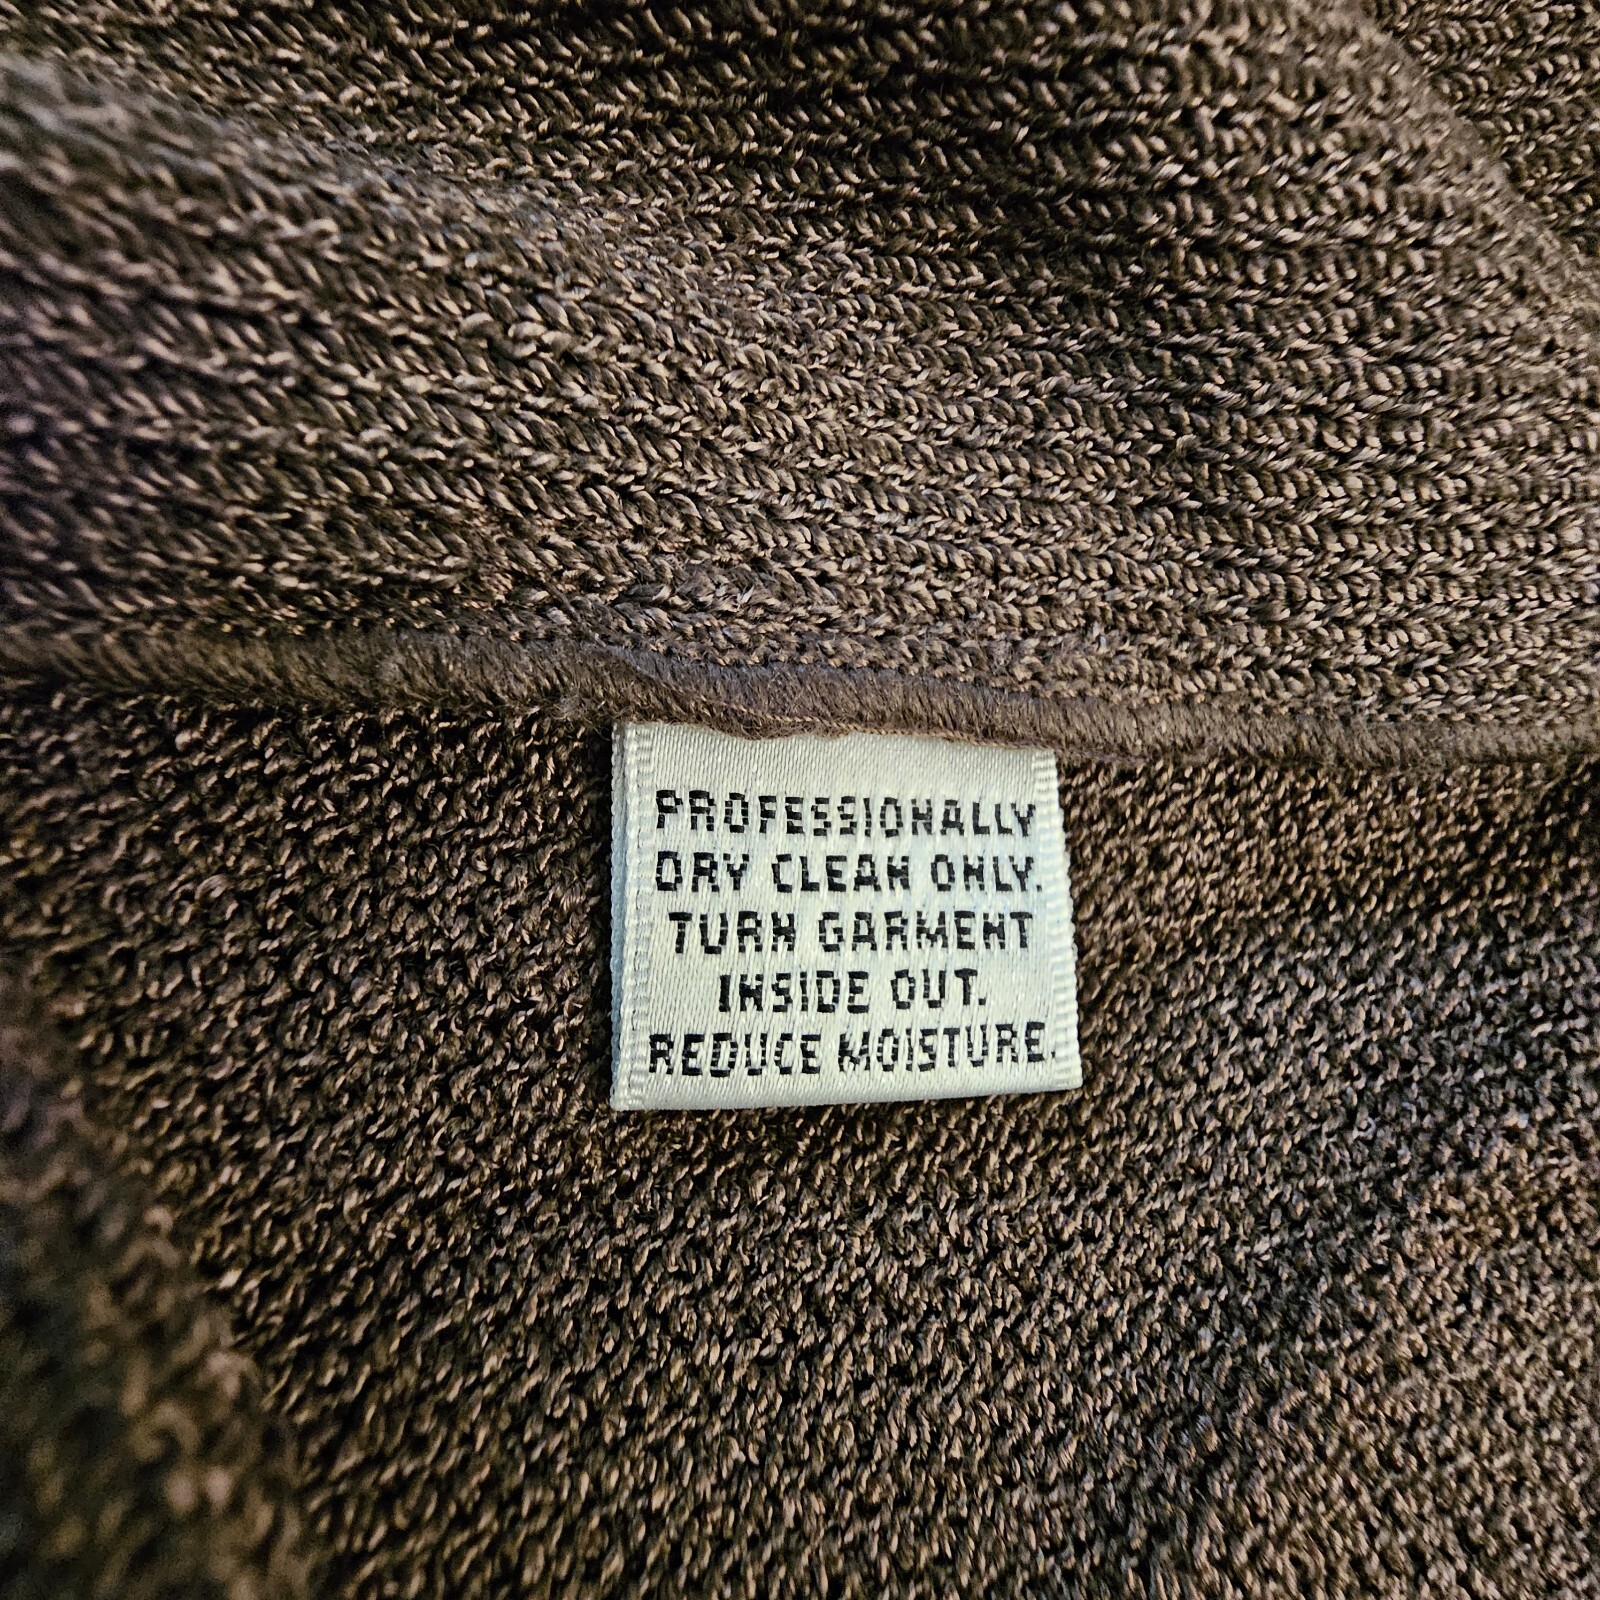 PROFESSIONALLY
DRY CLEAN ONLY.
TURN GARMENT
INSIDE OUT.
REDUCE MOISTURE.